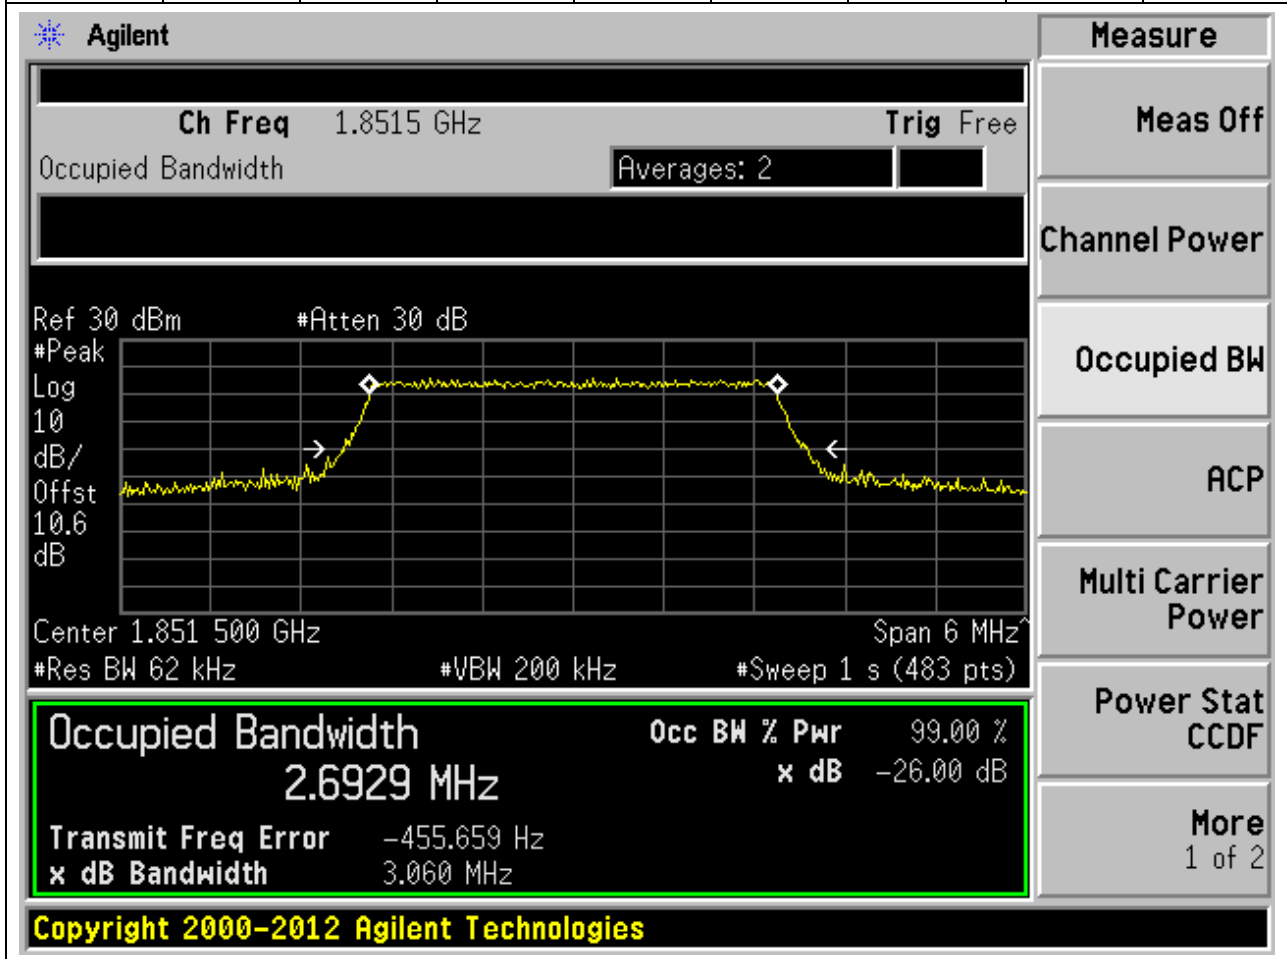 Agilent
Measure
Ch Freq 1.8515 GHz Trig Free
Occupied Bandwidth Averages: 2
Ref 30 dBm #Atten 30 dB
#Peak
Log
10
dB/
Offst
10.6
dB
Center 1.851 500 GHz Span 6 MHz^
#Res BW 62 kHz #VBW 200 kHz #Sweep 1 s (483 pts)
Occupied Bandwidth Occ BW % Pwr 99.00 %
2.6929 MHz x dB -26.00 dB
Transmit Freq Error -455.659 Hz
x dB Bandwidth 3.060 MHz
Copyright 2000-2012 Agilent Technologies
Meas Off
Channel Power
Occupied BW
ACP
Multi Carrier
Power
Power Stat
CCDF
More
1 of 2